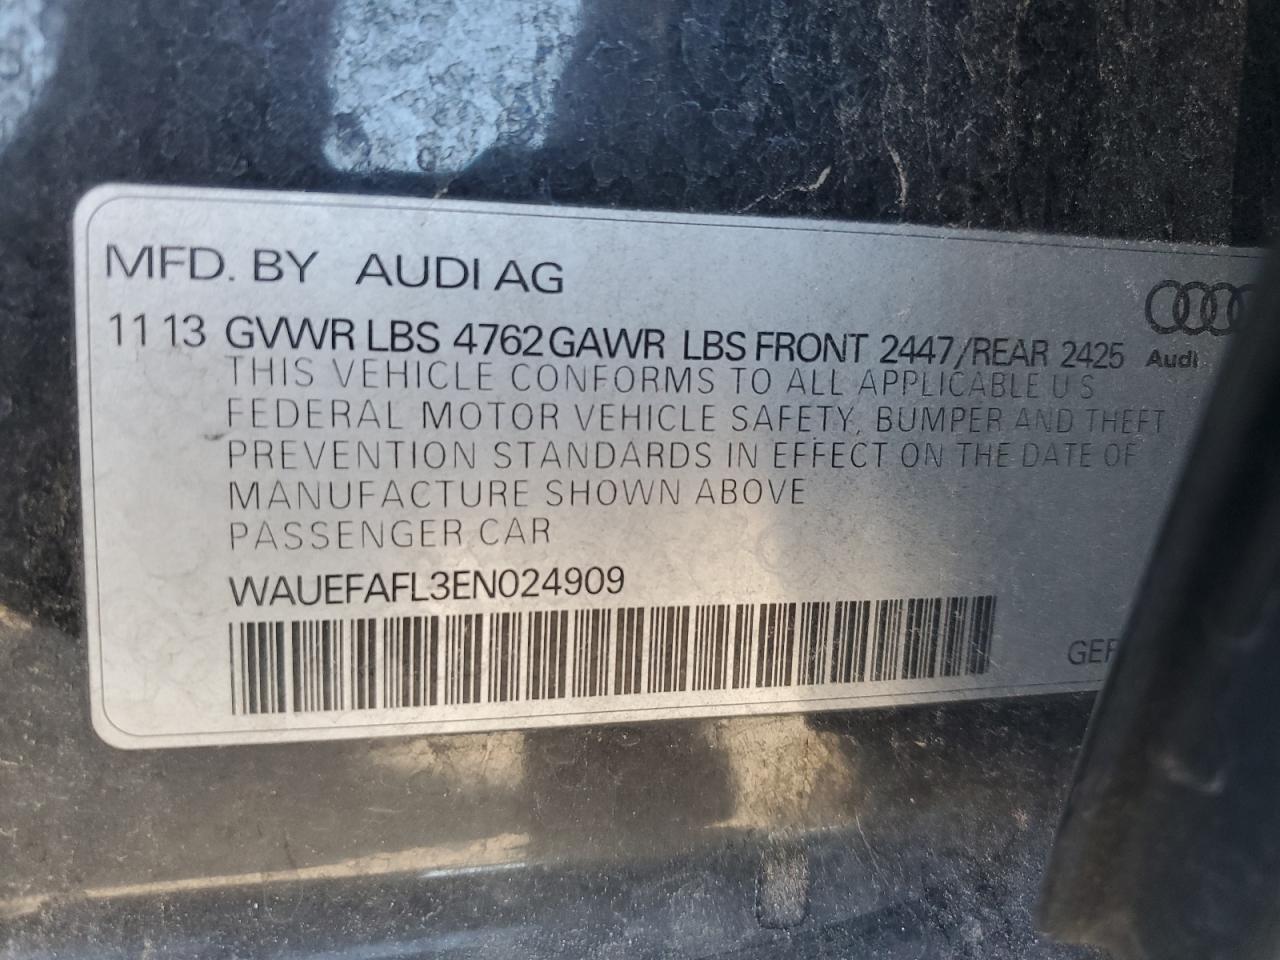 MFD. BY AUDI AG
11 13 GVWR LBS 4762 GAWR LBS FRONT 2447/REAR 2425
Audi
THIS VEHICLE CONFORMS TO ALL APPLICABLE U S
FEDERAL MOTOR VEHICLE SAFETY, BUMPER AND THEFT
PREVENTION STANDARDS IN EFFECT ON THE DATE OF
MANUFACTURE SHOWN ABOVE
PASSENGER CAR
WAUEFAFL3EN024909